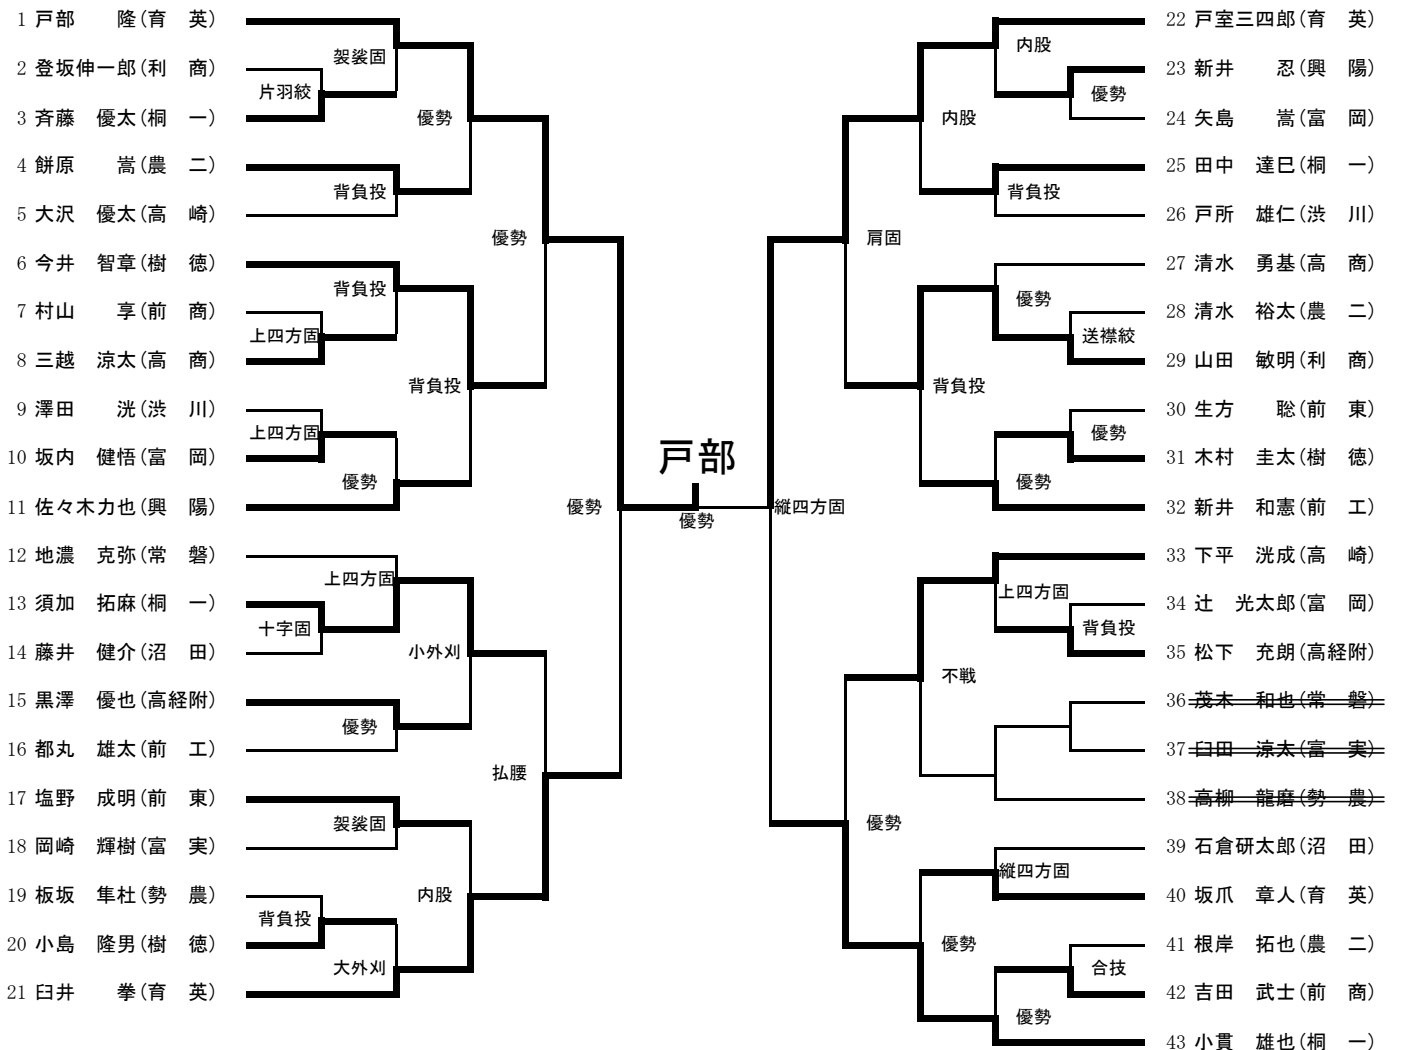 1 戸部　　隆(育　英)
2 登坂伸一郎(利　商)
3 斉藤　優太(桐　一)
4 餅原　　嵩(農　二)
5 大沢　優太(高　崎)
6 今井　智章(樹　徳)
7 村山　　享(前　商)
8 三越　涼太(高　商)
9 澤田　　洸(渋　川)
10 坂内　健悟(富　岡)
11 佐々木力也(興　陽)
12 地濃　克弥(常　磐)
13 須加　拓麻(桐　一)
14 藤井　健介(沼　田)
15 黒澤　優也(高経附)
16 都丸　雄太(前　工)
17 塩野　成明(前　東)
18 岡崎　輝樹(富　実)
19 板坂　隼杜(勢　農)
20 小島　隆男(樹　徳)
21 臼井　　拳(育　英)
袈裟固
片羽絞
優勢
背負投
優勢
背負投
上四方固
背負投
上四方固
優勢
優勢
上四方固
十字固
小外刈
優勢
払腰
袈裟固
内股
背負投
大外刈
戸部
優勢
縦四方固
内股
優勢
内股
背負投
肩固
優勢
送襟絞
背負投
優勢
優勢
上四方固
背負投
不戦
優勢
縦四方固
優勢
合技
優勢
22 戸室三四郎(育　英)
23 新井　　忍(興　陽)
24 矢島　　嵩(富　岡)
25 田中　達巳(桐　一)
26 戸所　雄仁(渋　川)
27 清水　勇基(高　商)
28 清水　裕太(農　二)
29 山田　敏明(利　商)
30 生方　　聡(前　東)
31 木村　圭太(樹　徳)
32 新井　和憲(前　工)
33 下平　洸成(高　崎)
34 辻　光太郎(富　岡)
35 松下　充朗(高経附)
36 茂木　和也(常　磐)
37 臼田　涼太(富　実)
38 高柳　龍磨(勢　農)
39 石倉研太郎(沼　田)
40 坂爪　章人(育　英)
41 根岸　拓也(農　二)
42 吉田　武士(前　商)
43 小貫　雄也(桐　一)